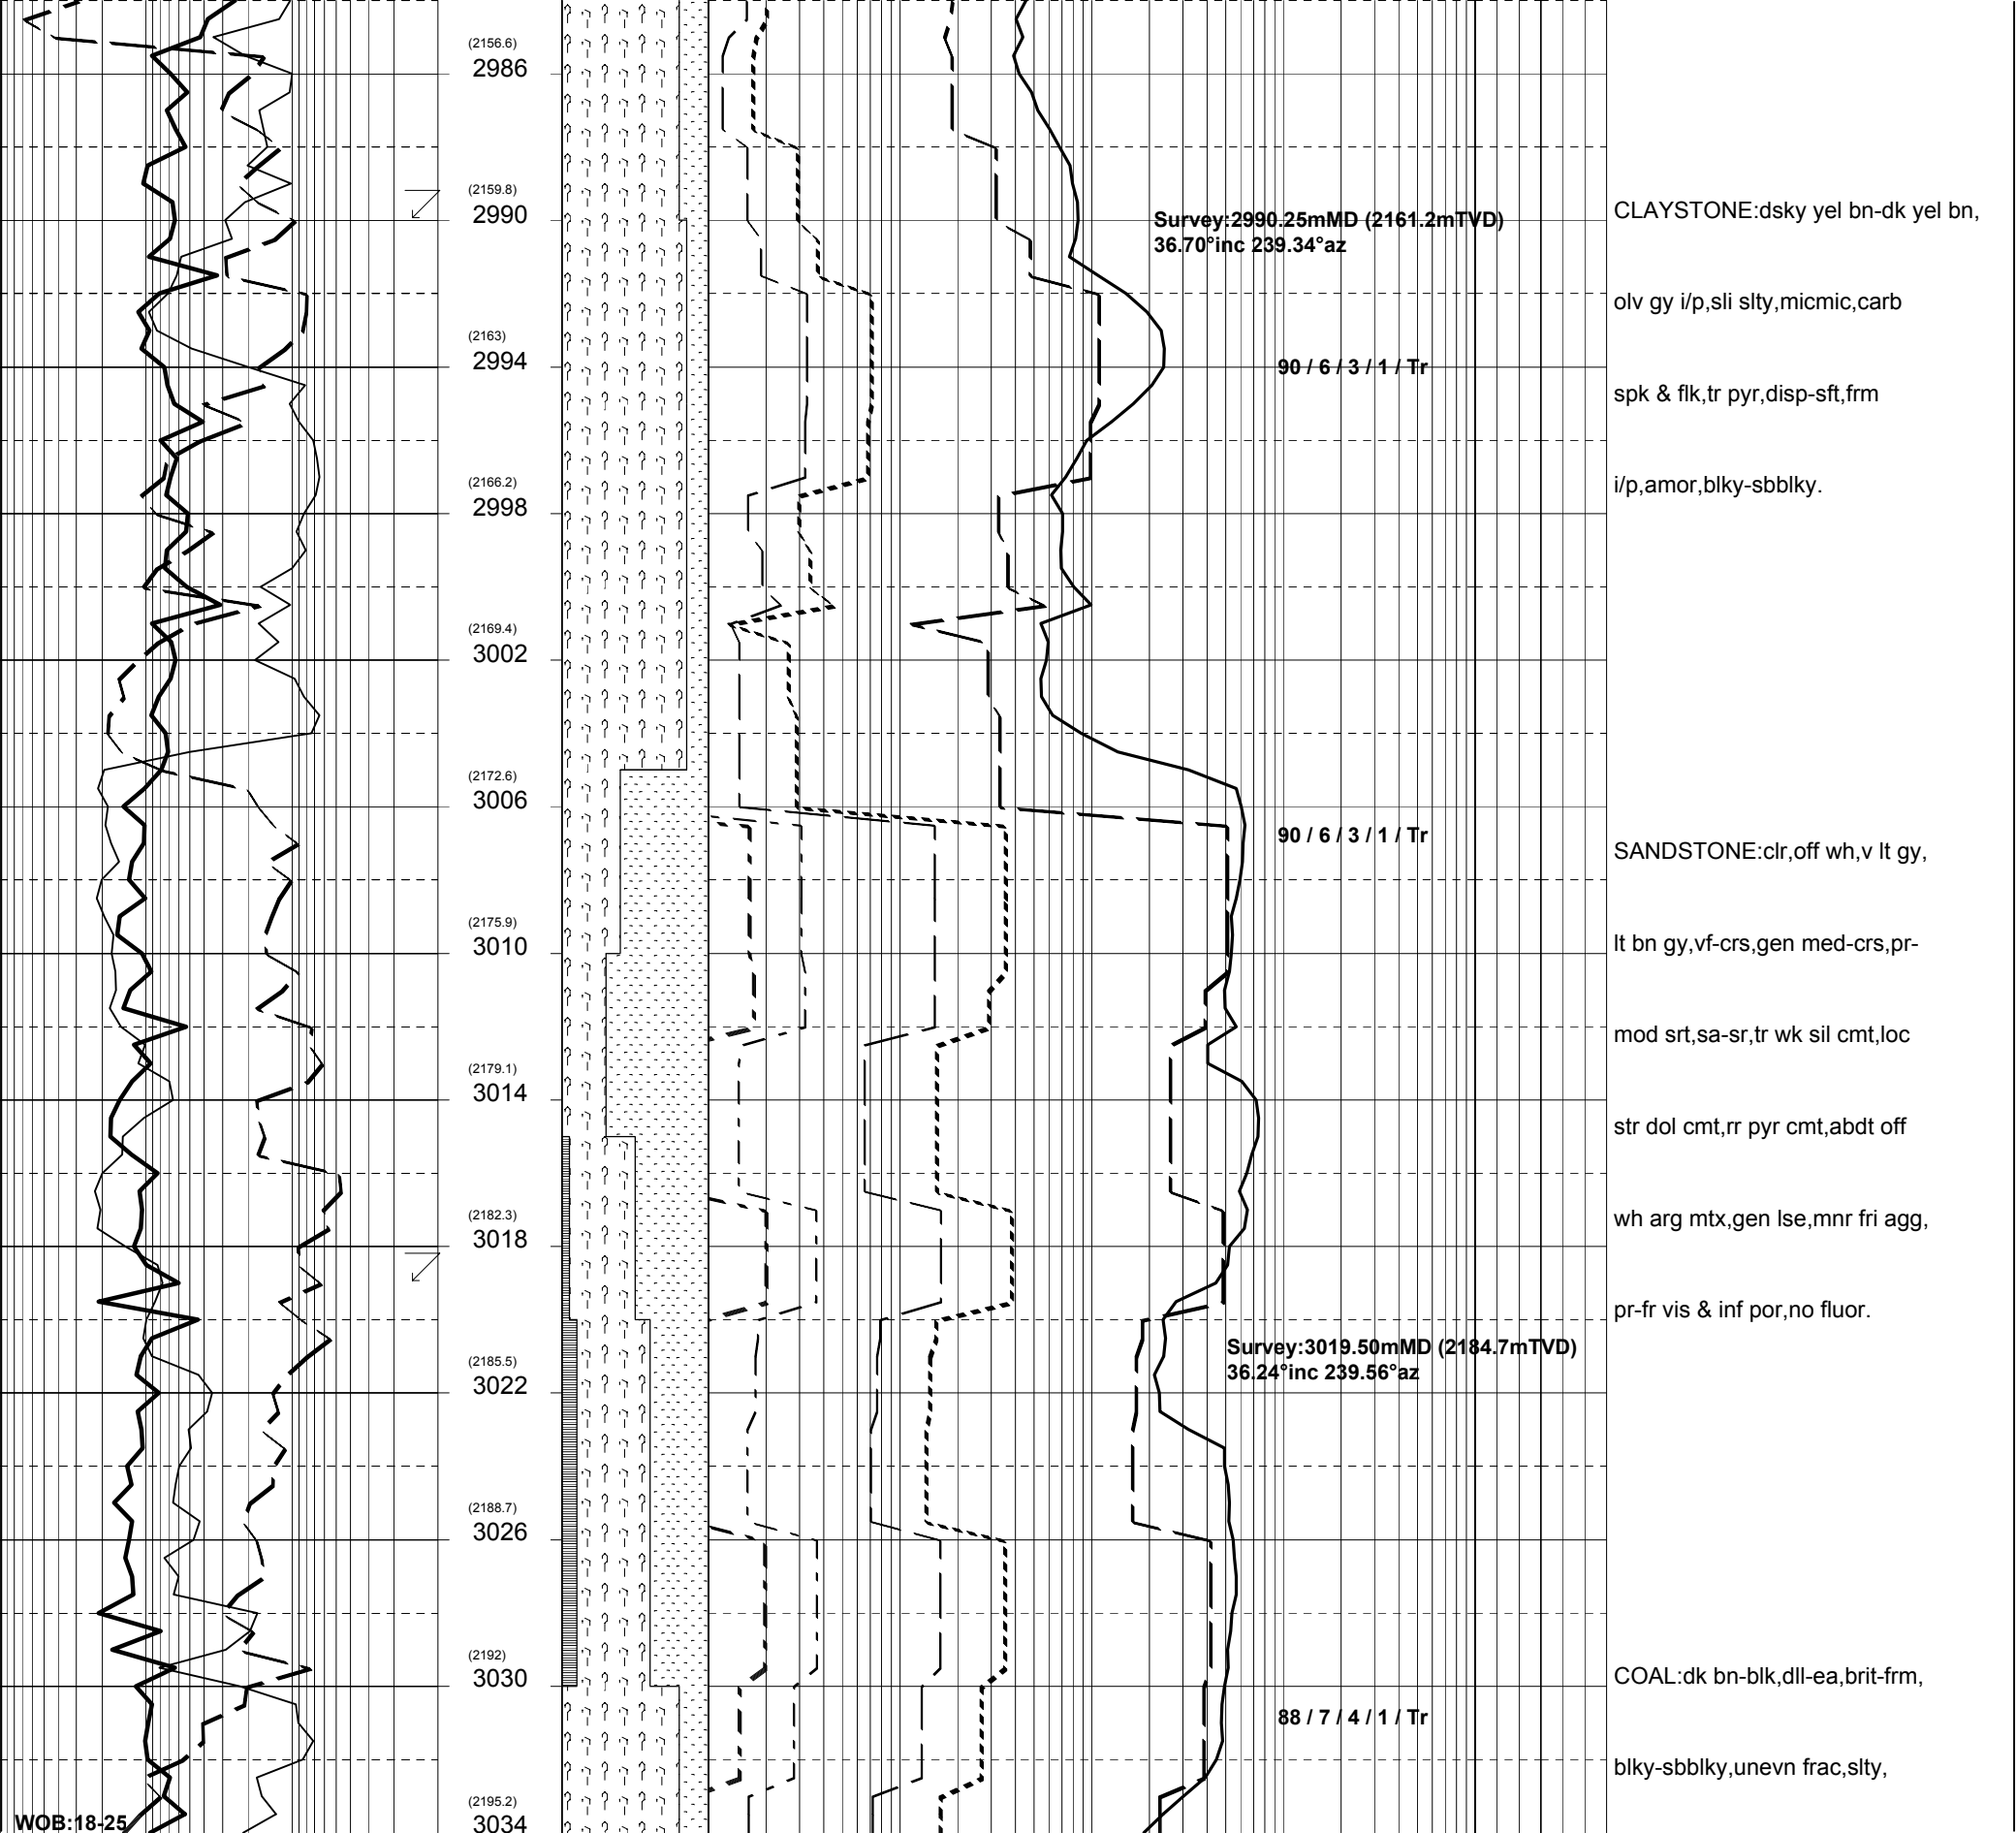 (2156.6)
2986
(2159.8)
2990
Survey:2990.25mMD (2161.2mTVD)
36.70°inc 239.34°az
CLAYSTONE:dsky yel bn-dk yel bn,
olv gy i/p,sli slty,micmic,carb
(2163)
2994
90 / 6 / 3 / 1 / Tr
spk & flk,tr pyr,disp-sft,frm
(2166.2)
2998
i/p,amor,blky-sbblky.
(2169.4)
3002
(2172.6)
3006
90 / 6 / 3 / 1 / Tr
SANDSTONE:clr,off wh,v lt gy,
(2175.9)
3010
lt bn gy,vf-crs,gen med-crs,pr-
mod srt,sa-sr,tr wk sil cmt,loc
(2179.1)
3014
str dol cmt,rr pyr cmt,abdt off
(2182.3)
3018
wh arg mtx,gen lse,mnr fri agg,
pr-fr vis & inf por,no fluor.
Survey:3019.50mMD (2184.7mTVD)
36.24°inc 239.56°az
(2185.5)
3022
(2188.7)
3026
(2192)
3030
COAL:dk bn-blk,dll-ea,brit-frm,
88 / 7 / 4 / 1 / Tr
blky-sbblky,unevn frac,slty,
(2195.2)
3034
WOB:18-25